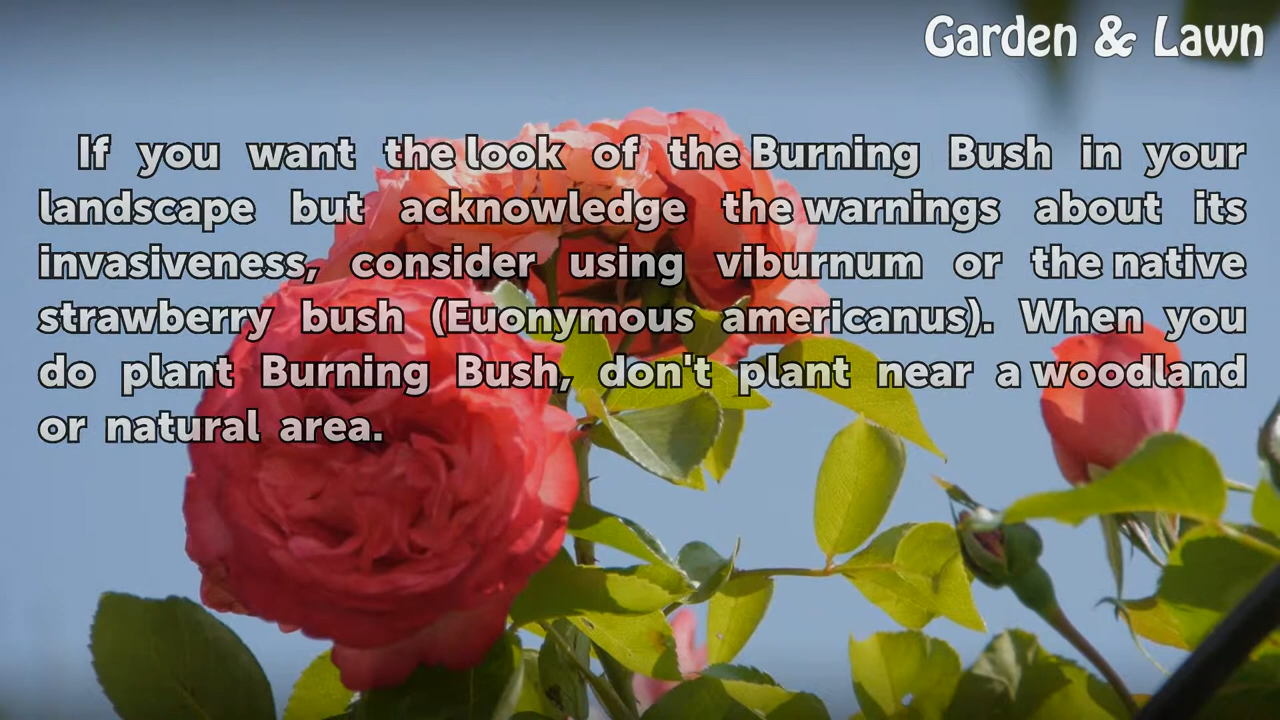 Garden & Lawn
If you want the look of the Burning Bush in your
landscape but acknowledge the warnings about its
invasiveness, consider using viburnum or the native
strawberry bush (Euonymous americanus). When you
do plant Burning Bush, don't plant near a woodland
or natural area.